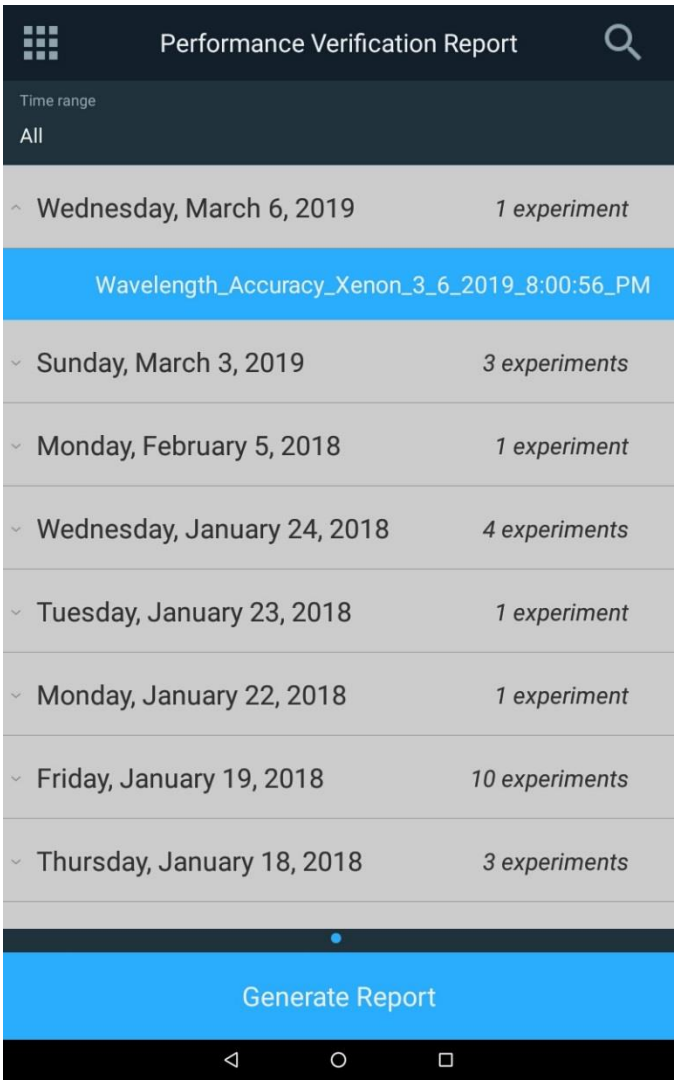 Performance Verification Report
Time range
All
Wednesday, March 6, 2019 1 experiment
Wavelength_Accuracy_Xenon_3_6_2019_8:00:56_PM
Sunday, March 3, 2019 3 experiments
Monday, February 5, 2018 1 experiment
Wednesday, January 24, 2018 4 experiments
Tuesday, January 23, 2018 1 experiment
Monday, January 22, 2018 1 experiment
Friday, January 19, 2018 10 experiments
Thursday, January 18, 2018 3 experiments
Generate Report